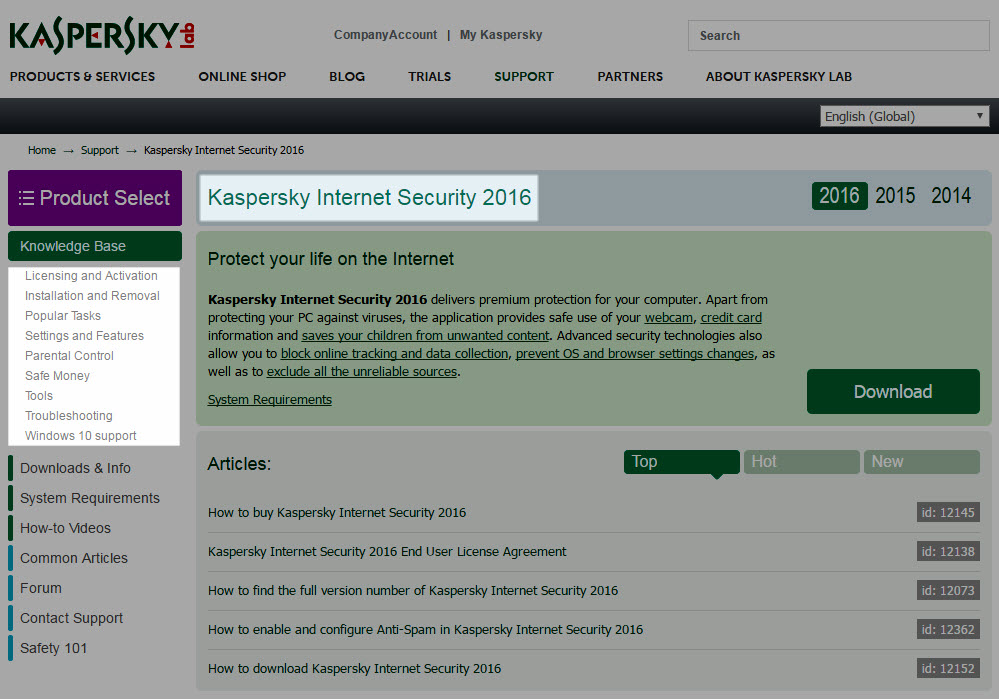 KASPERSKY lab
CompanyAccount | My Kaspersky
Search
PRODUCTS & SERVICES ONLINE SHOP BLOG TRIALS SUPPORT PARTNERS ABOUT KASPERSKY LAB
English (Global)
Home → Support → Kaspersky Internet Security 2016
Product Select
Kaspersky Internet Security 2016
2016 2015 2014
Knowledge Base
Licensing and Activation
Installation and Removal
Popular Tasks
Settings and Features
Parental Control
Safe Money
Tools
Troubleshooting
Windows 10 support
Downloads & Info
System Requirements
How-to Videos
Common Articles
Forum
Contact Support
Safety 101
Protect your life on the Internet
Kaspersky Internet Security 2016 delivers premium protection for your computer. Apart from
protecting your PC against viruses, the application provides safe use of your webcam, credit card
information and saves your children from unwanted content. Advanced security technologies also
allow you to block online tracking and data collection, prevent OS and browser settings changes, as
well as to exclude all the unreliable sources.
System Requirements
Download
Articles:
Top Hot New
How to buy Kaspersky Internet Security 2016 id: 12145
Kaspersky Internet Security 2016 End User License Agreement id: 12138
How to find the full version number of Kaspersky Internet Security 2016 id: 12073
How to enable and configure Anti-Spam in Kaspersky Internet Security 2016 id: 12362
How to download Kaspersky Internet Security 2016 id: 12152